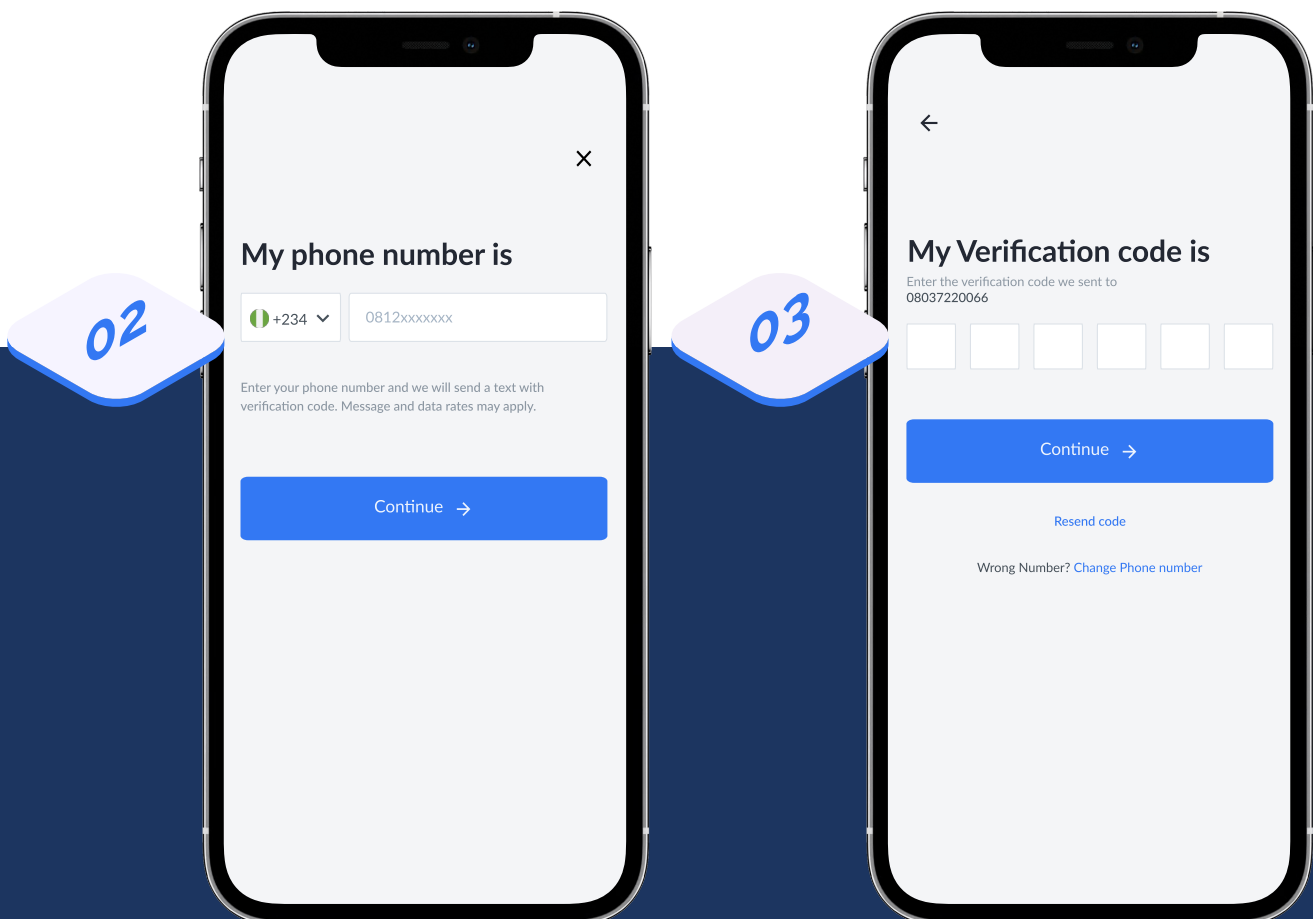 02
My phone number is
+234
0812xxxxxxx
Enter your phone number and we will send a text with
verification code. Message and data rates may apply.
Continue
03
My Verification code is
Enter the verification code we sent to
08037220066
Continue
Resend code
Wrong Number? Change Phone number